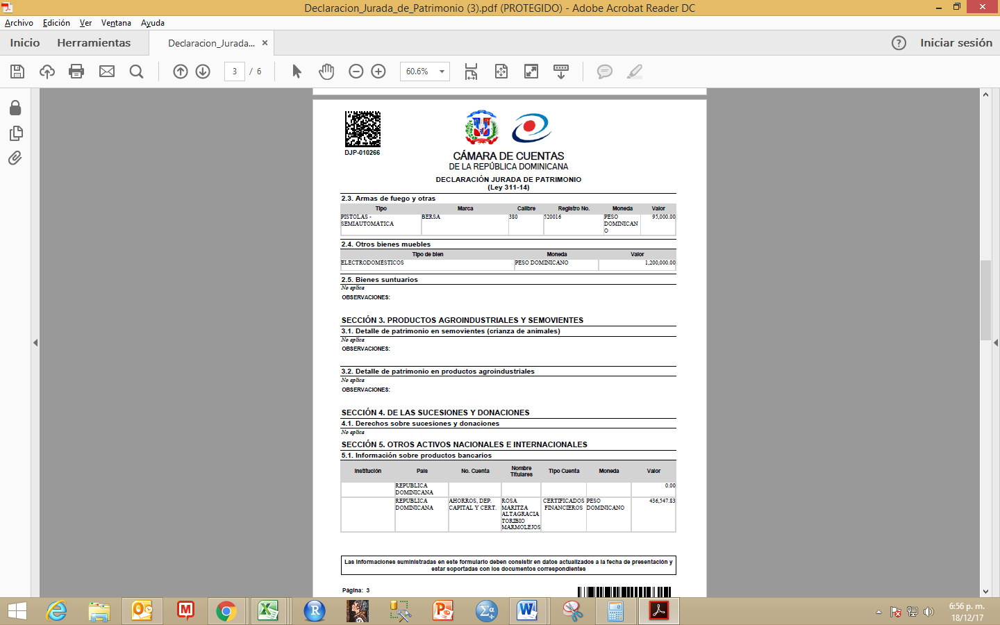 Declaracion_Jurada_de_Patrimonio (3).pdf (PROTEGIDO) - Adobe Acrobat Reader DC
Archivo Edición Ver Ventana Ayuda
Inicio Herramientas Declaracion_Jurada... × ? Iniciar sesión
3 / 6 60.6%
DJP-010266
CÁMARA DE CUENTAS
DE LA REPÚBLICA DOMINICANA
DECLARACIÓN JURADA DE PATRIMONIO
(Ley 311-14)
2.3. Armas de fuego y otras
Tipo Marca Calibre Registro No. Moneda Valor
PISTOLAS - BERSA 380 520016 PESO 95,000.00
SEMIAUTOMÁTICA DOMINICAN
O
2.4. Otros bienes muebles
Tipo de bien Moneda Valor
ELECTRODOMÉSTICOS PESO DOMINICANO 1,200,000.00
2.5. Bienes suntuarios
No aplica
OBSERVACIONES:
SECCIÓN 3. PRODUCTOS AGROINDUSTRIALES Y SEMOVIENTES
3.1. Detalle de patrimonio en semovientes (crianza de animales)
No aplica
OBSERVACIONES:
3.2. Detalle de patrimonio en productos agroindustriales
No aplica
OBSERVACIONES:
SECCIÓN 4. DE LAS SUCESIONES Y DONACIONES
4.1. Derechos sobre sucesiones y donaciones
No aplica
SECCIÓN 5. OTROS ACTIVOS NACIONALES E INTERNACIONALES
5.1. Información sobre productos bancarios
Institución País No. Cuenta Nombre Titulares Tipo Cuenta Moneda Valor
REPUBLICA 0.00
DOMINICANA
REPUBLICA AHORROS, DEP. ROSA CERTIFICADOS PESO 436,547.83
DOMINICANA CAPITAL Y CERT. MARITZA FINANCIEROS DOMINICANO
ALTAGRACIA
TORIBIO
MARMOLEJOS
Las informaciones suministradas en este formulario deben consistir en datos actualizados a la fecha de presentación y
estar soportadas con los documentos correspondientes
Página: 3
6:56 p. m.
18/12/17